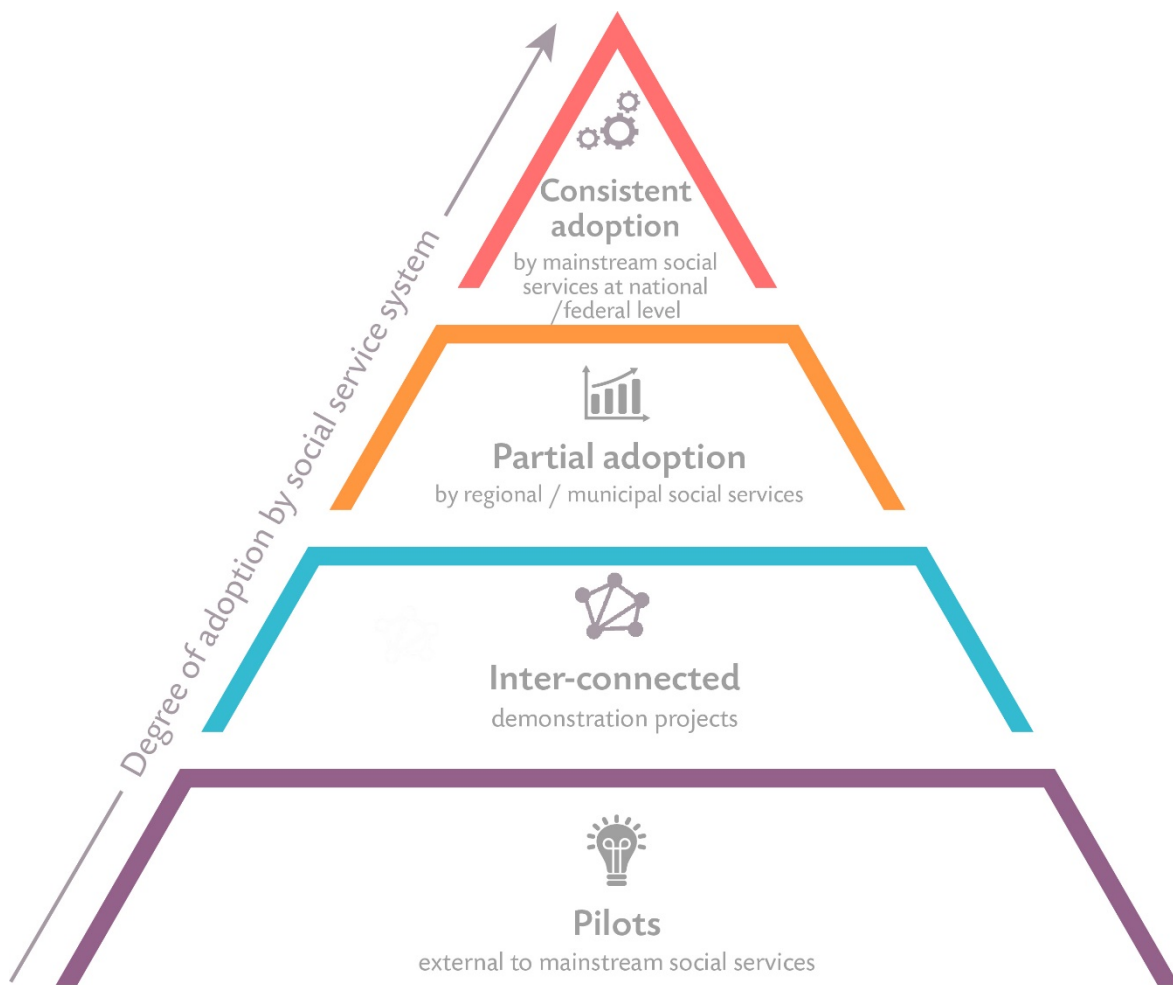 Degree of adoption by social service system
Consistent
adoption
by mainstream social
services at national
/federal level
Partial adoption
by regional / municipal social services
Inter-connected
demonstration projects
Pilots
external to mainstream social services